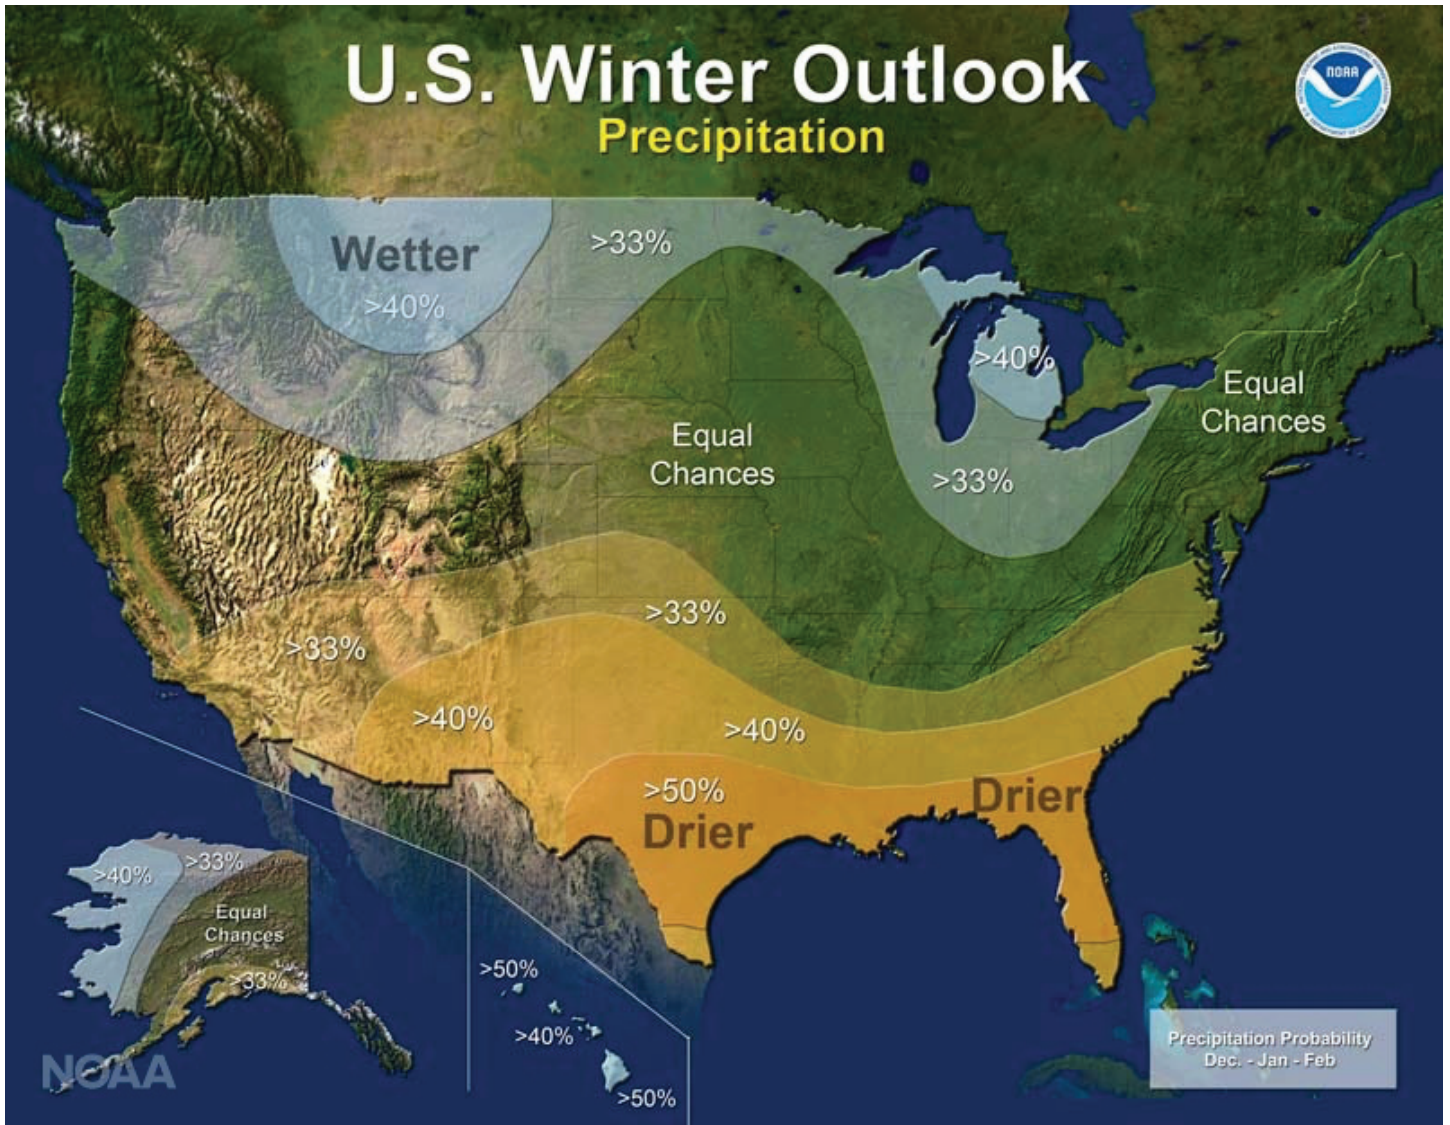 U.S. Winter Outlook
Precipitation
NOAA
Wetter
>40%
>33%
>40%
Equal
Chances
Equal
Chances
>33%
>33%
>33%
>40%
>40%
>50%
Drier
Drier
>40%
>33%
Equal
Chances
>33%
>50%
>40%
>50%
NOAA
Precipitation Probability
Dec. - Jan - Feb